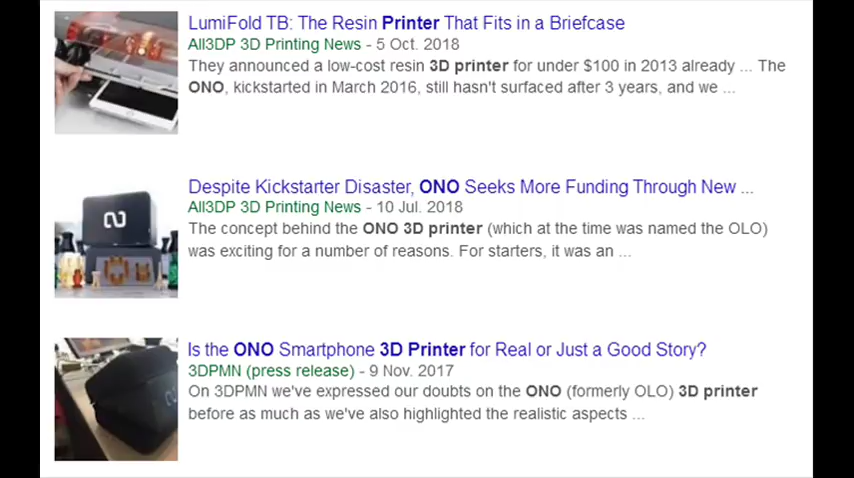 LumiFold TB: The Resin Printer That Fits in a Briefcase
All3DP 3D Printing News - 5 Oct. 2018
They announced a low-cost resin 3D printer for under $100 in 2013 already ... The
ONO, kickstarted in March 2016, still hasn't surfaced after 3 years, and we ...
Despite Kickstarter Disaster, ONO Seeks More Funding Through New ...
All3DP 3D Printing News - 10 Jul. 2018
The concept behind the ONO 3D printer (which at the time was named the OLO)
was exciting for a number of reasons. For starters, it was an ...
Is the ONO Smartphone 3D Printer for Real or Just a Good Story?
3DPMN (press release) - 9 Nov. 2017
On 3DPMN we've expressed our doubts on the ONO (formerly OLO) 3D printer
before as much as we've also highlighted the realistic aspects ...